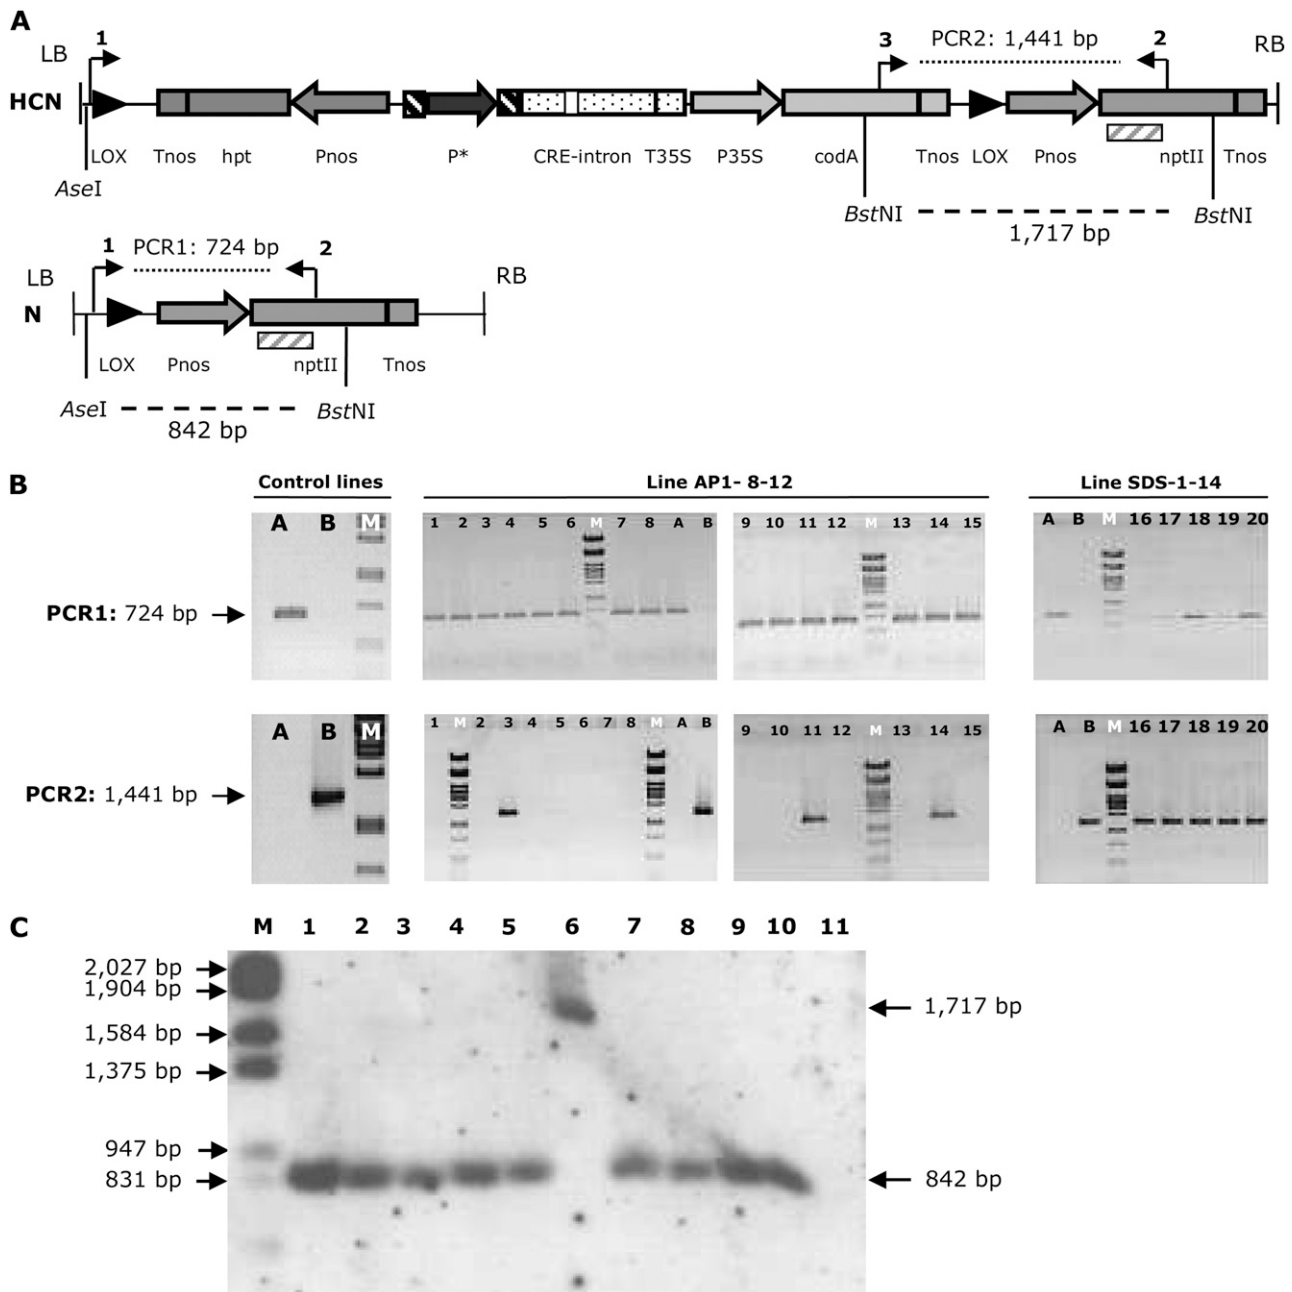 A
1
LB
3 PCR2: 1,441 bp 2
RB
HCN
LOX Tnos hpt Pnos P* CRE-intron T35S P35S codA Tnos LOX Pnos nptII Tnos
AseI
BstNI BstNI
1,717 bp
1 PCR1: 724 bp 2
LB RB
N
LOX Pnos nptII Tnos
AseI BstNI
842 bp
B
Control lines Line AP1- 8-12 Line SDS-1-14
A B M
1 2 3 4 5 6 M 7 8 A B
9 10 11 12 M 13 14 15
A B M 16 17 18 19 20
PCR1: 724 bp
A B M
1 M 2 3 4 5 6 7 8 M A B
9 10 11 12 M 13 14 15
A B M 16 17 18 19 20
PCR2: 1,441 bp
C
M 1 2 3 4 5 6 7 8 9 10 11
2,027 bp
1,904 bp
1,717 bp
1,584 bp
1,375 bp
947 bp
831 bp
842 bp